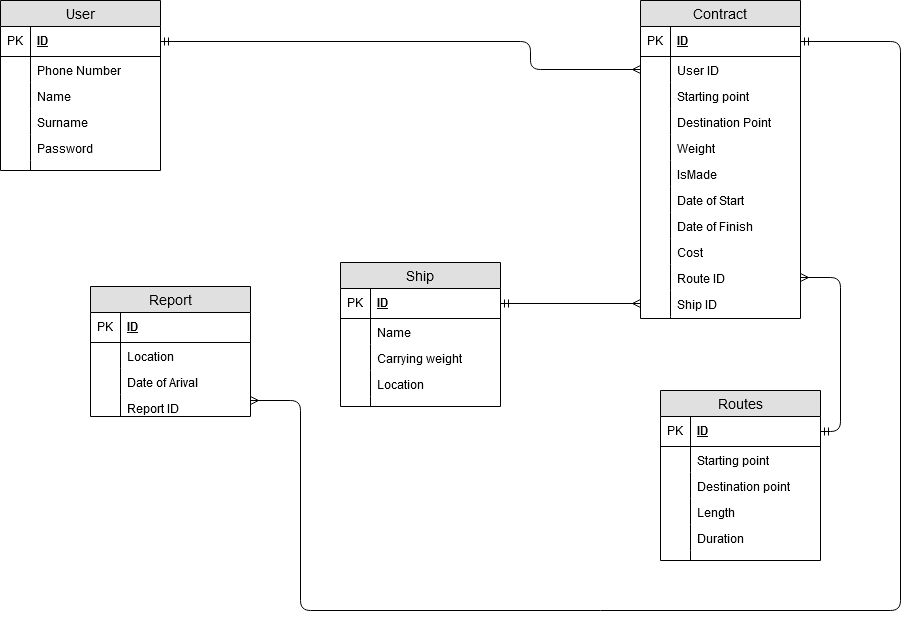 User
PK ID
Phone Number
Name
Surname
Password
Contract
PK ID
User ID
Starting point
Destination Point
Weight
IsMade
Date of Start
Date of Finish
Cost
Route ID
Ship ID
Ship
PK ID
Name
Carrying weight
Location
Report
PK ID
Location
Date of Arival
Report ID
Routes
PK ID
Starting point
Destination point
Length
Duration